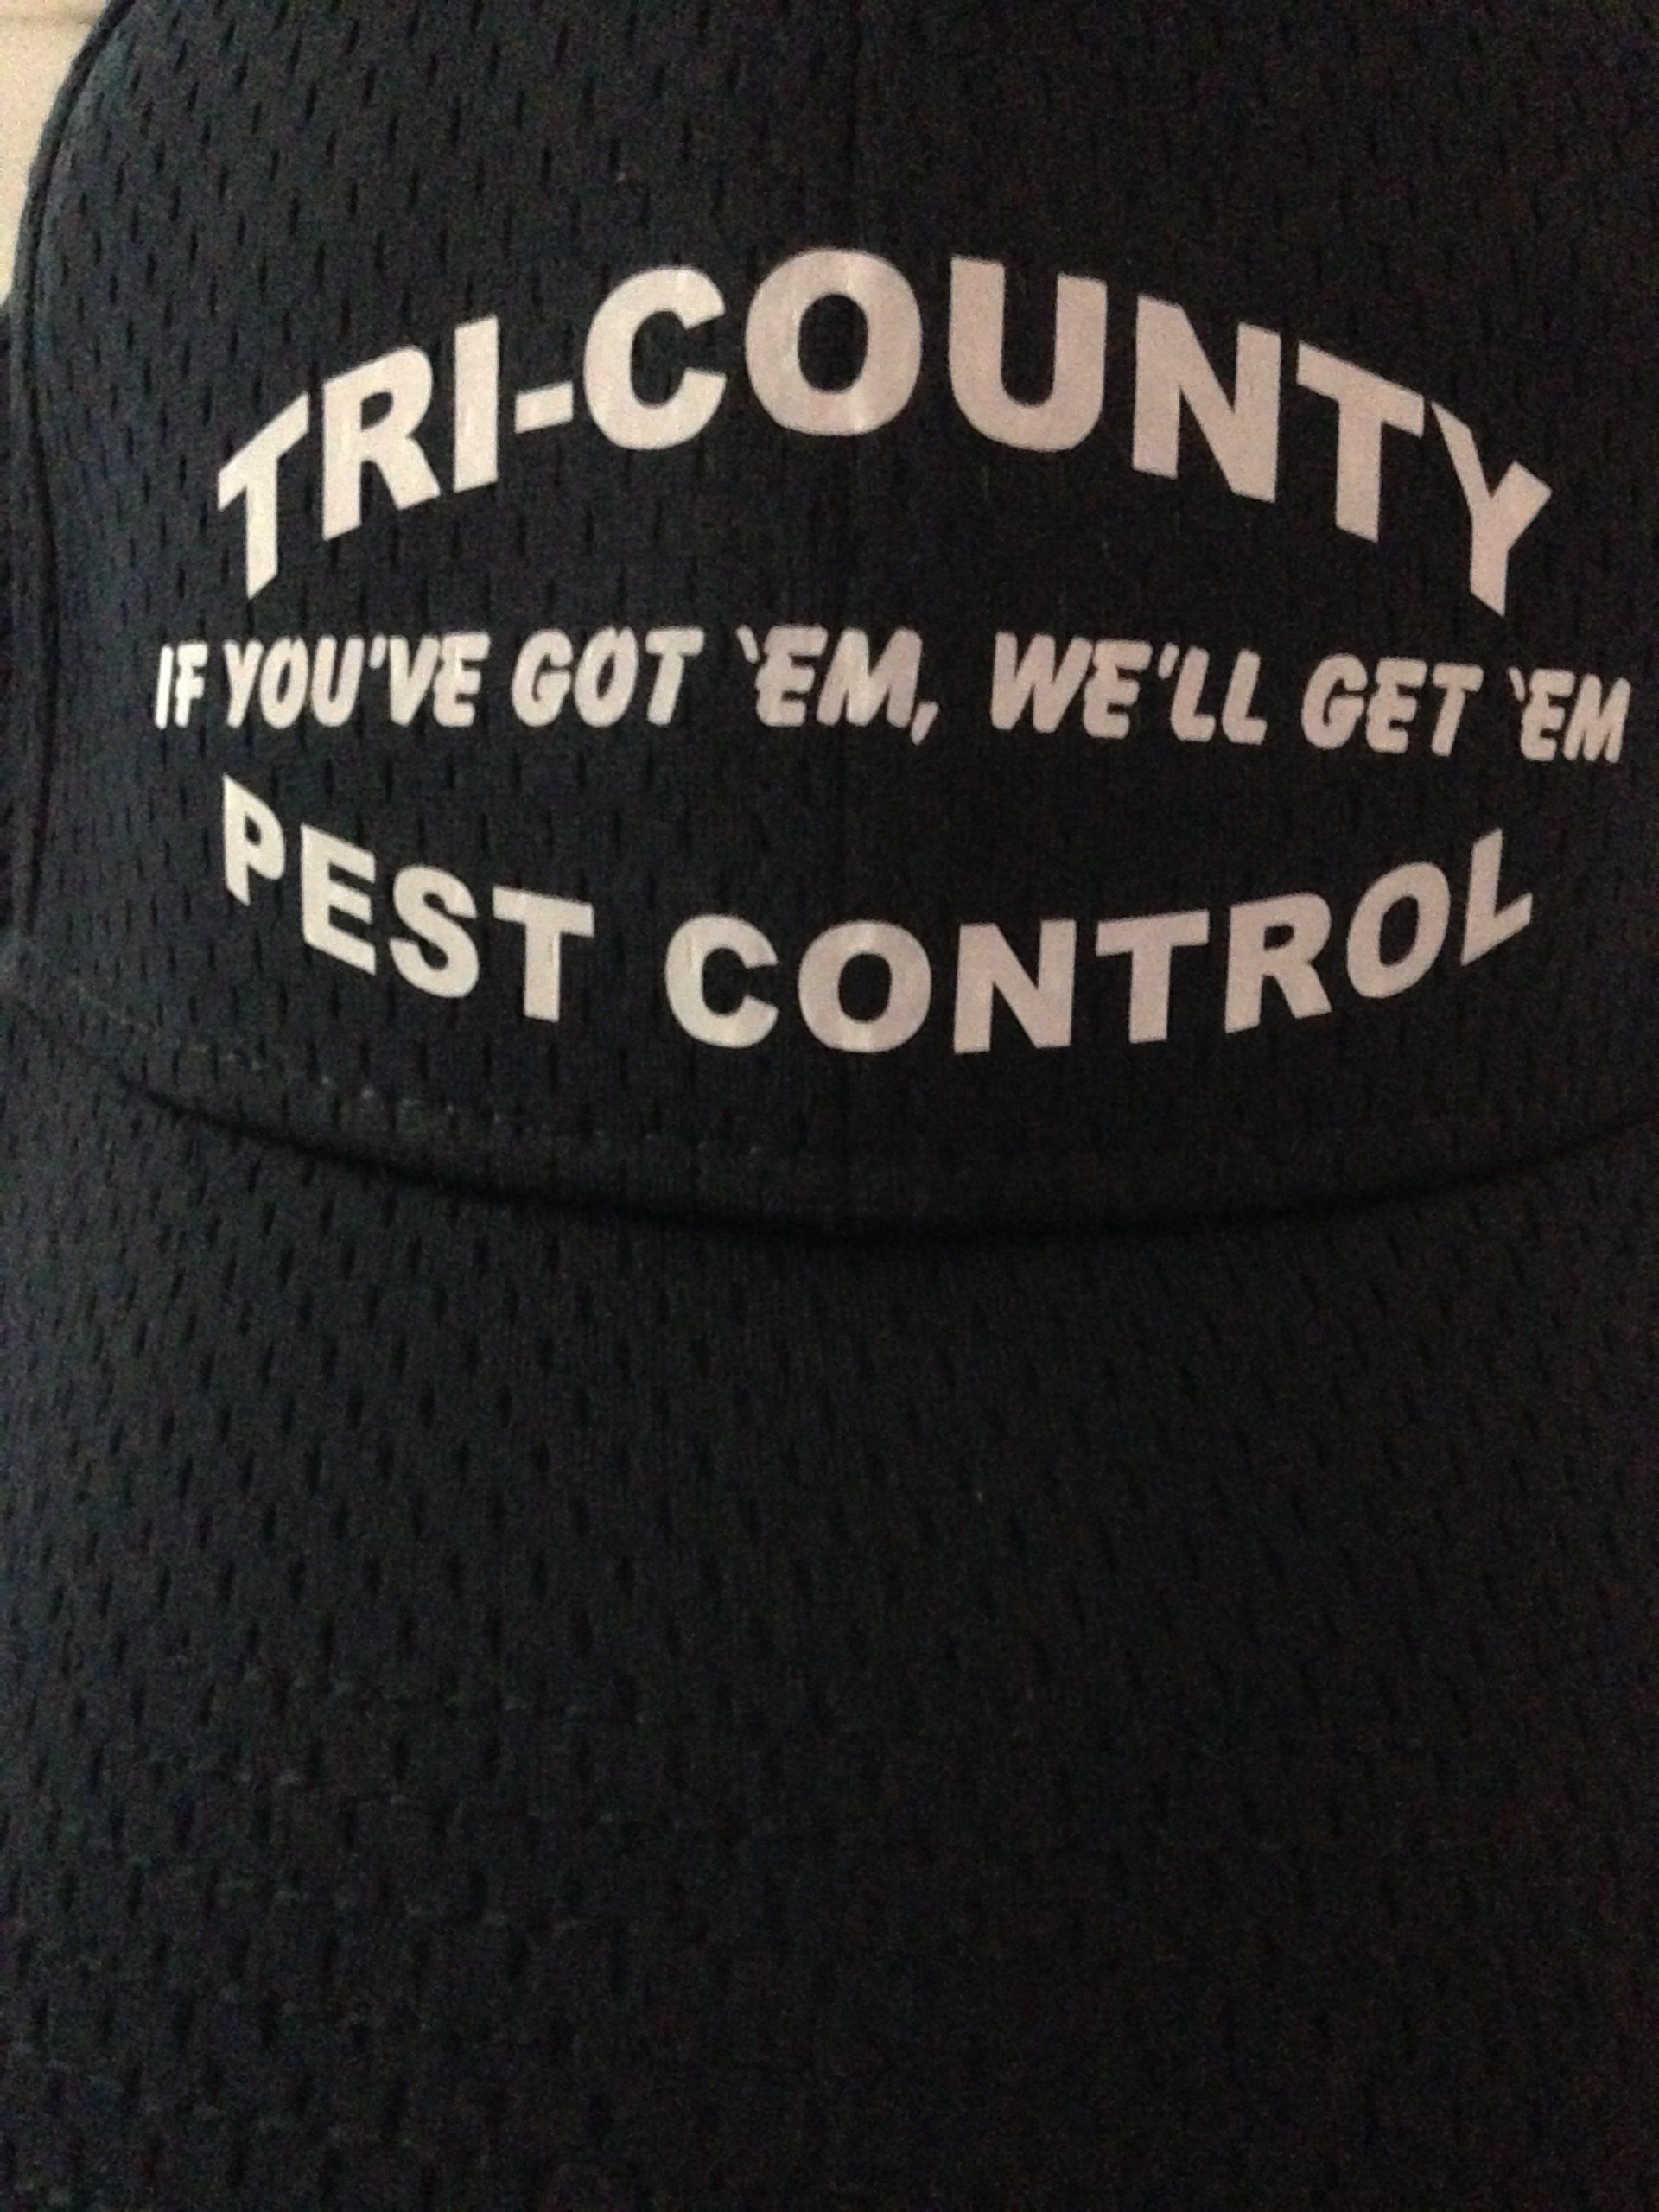 TRI-COUNTY
IF YOU'VE GOT 'EM, WE'LL GET 'EM
PEST CONTROL